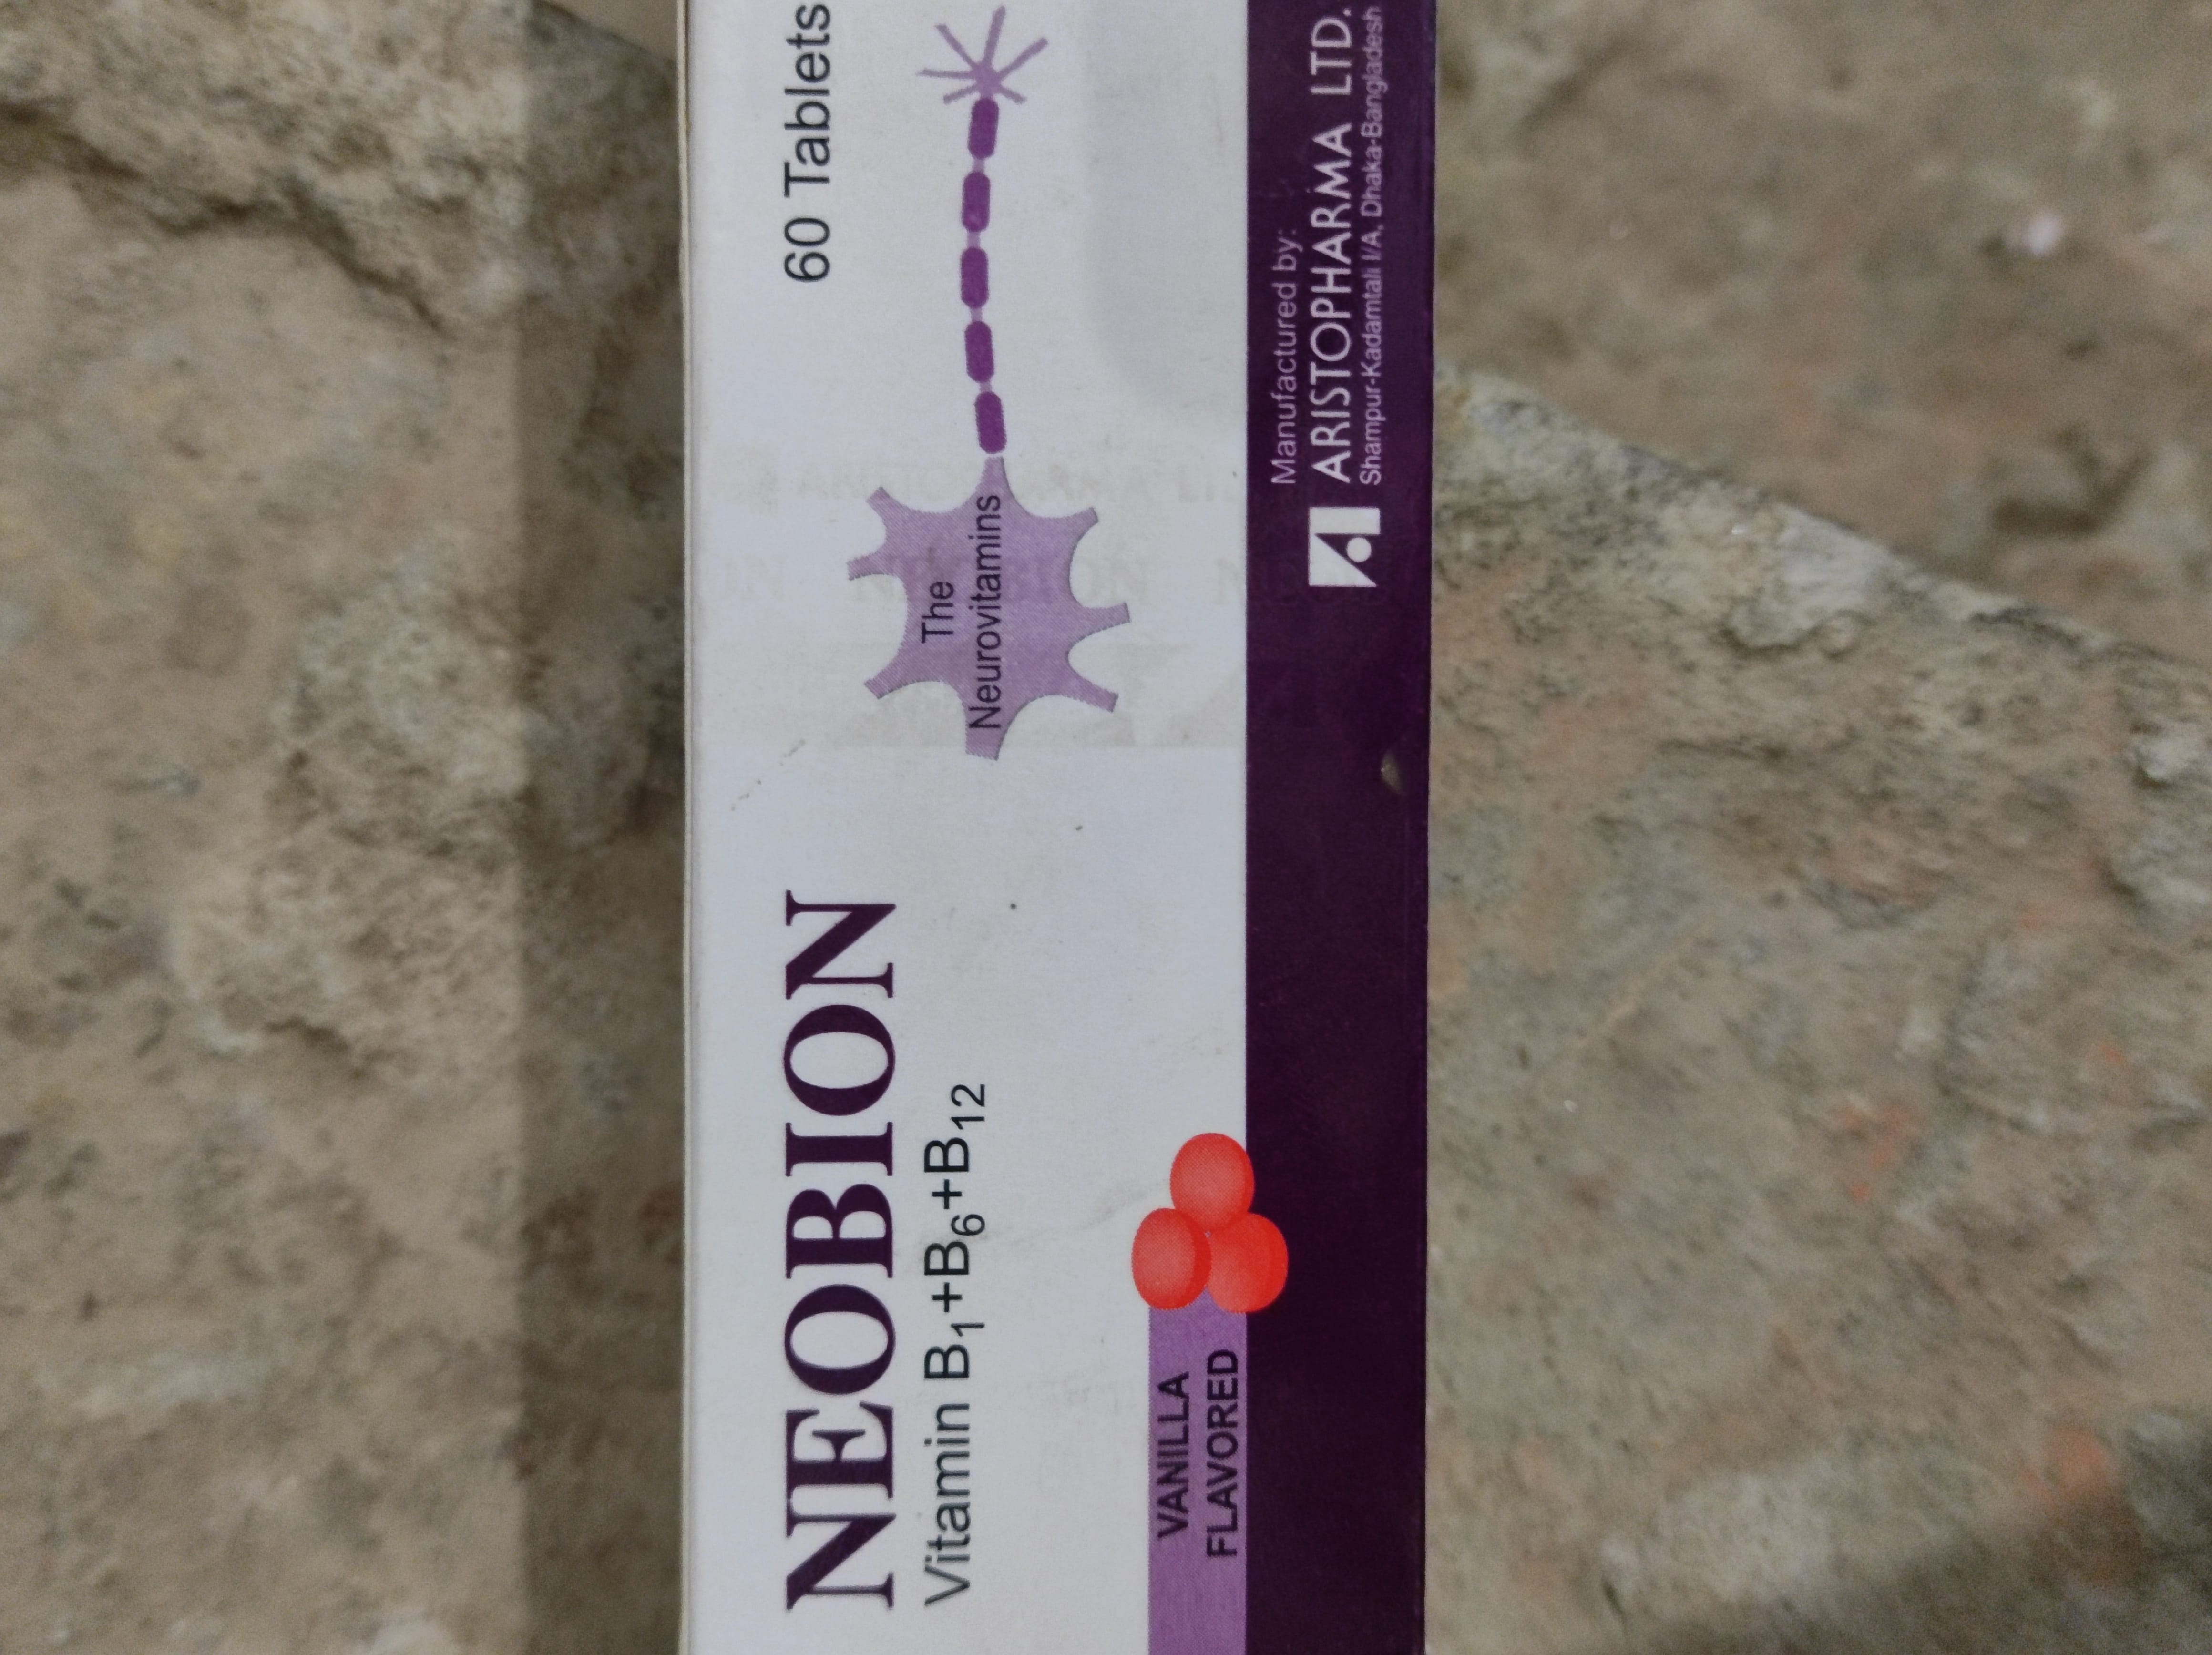 NEOBION
Vitamin B₁+B₆+B₁₂
60 Tablets
The
Neurovitamins
VANILLA
FLAVORED
Manufactured by:
ARISTOPHARMA LTD.
Shampur-Kadamtali I/A, Dhaka-Bangladesh